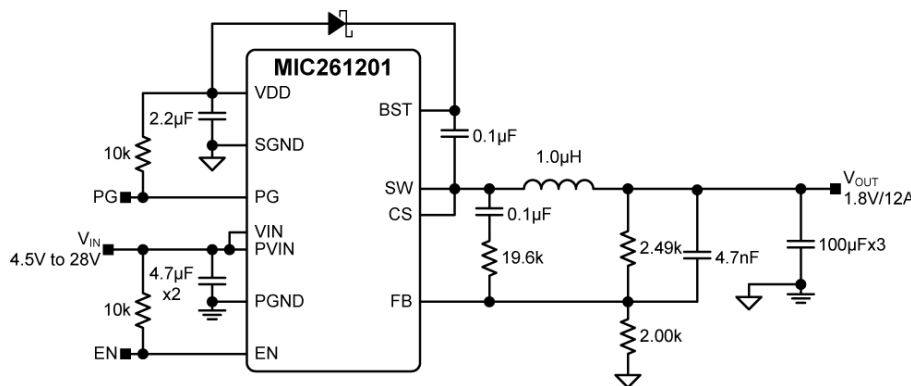 MIC261201
VDD
2.2µF
BST
SGND
0.1µF
10k
1.0µH
PG
PG
SW
VOUT
1.8V/12A
CS
0.1µF
VIN
VIN
PVIN
4.5V to 28V
2.49k
4.7nF
100µFx3
19.6k
4.7µF
x2
PGND
FB
10k
2.00k
EN
EN